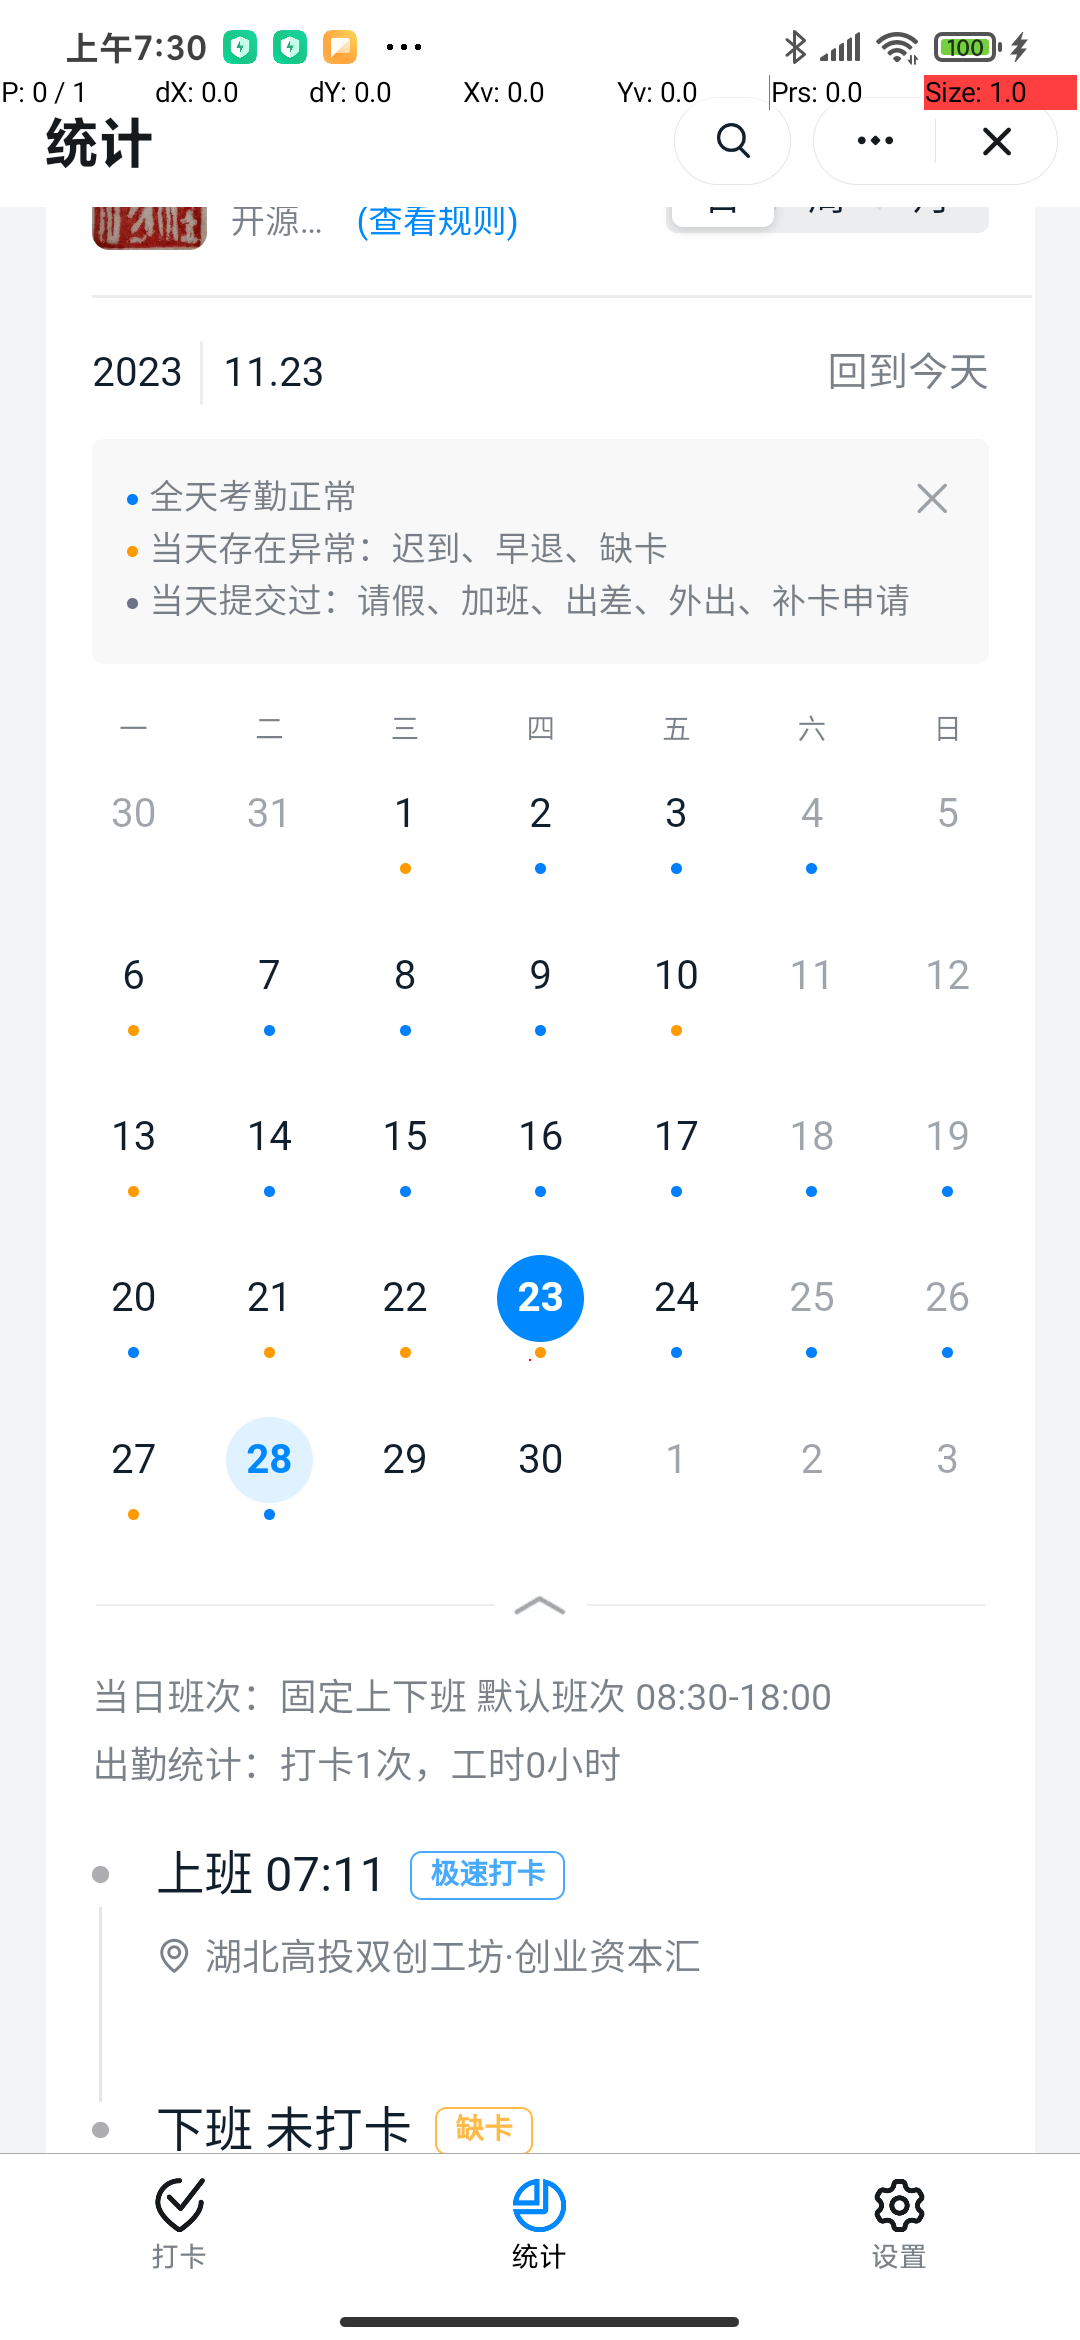 上午7:30 100
P: 0 / 1 dX: 0.0 dY: 0.0 Xv: 0.0 Yv: 0.0 Prs: 0.0 Size: 1.0
统计
开源... (查看规则)
2023 11.23 回到今天
全天考勤正常
当天存在异常：迟到、早退、缺卡
当天提交过：请假、加班、出差、外出、补卡申请
一 二 三 四 五 六 日
30 31 1 2 3 4 5
6 7 8 9 10 11 12
13 14 15 16 17 18 19
20 21 22 23 24 25 26
27 28 29 30 1 2 3
当日班次：固定上下班 默认班次 08:30-18:00
出勤统计：打卡1次，工时0小时
上班 07:11 极速打卡
湖北高投双创工坊·创业资本汇
下班 未打卡 缺卡
打卡 统计 设置